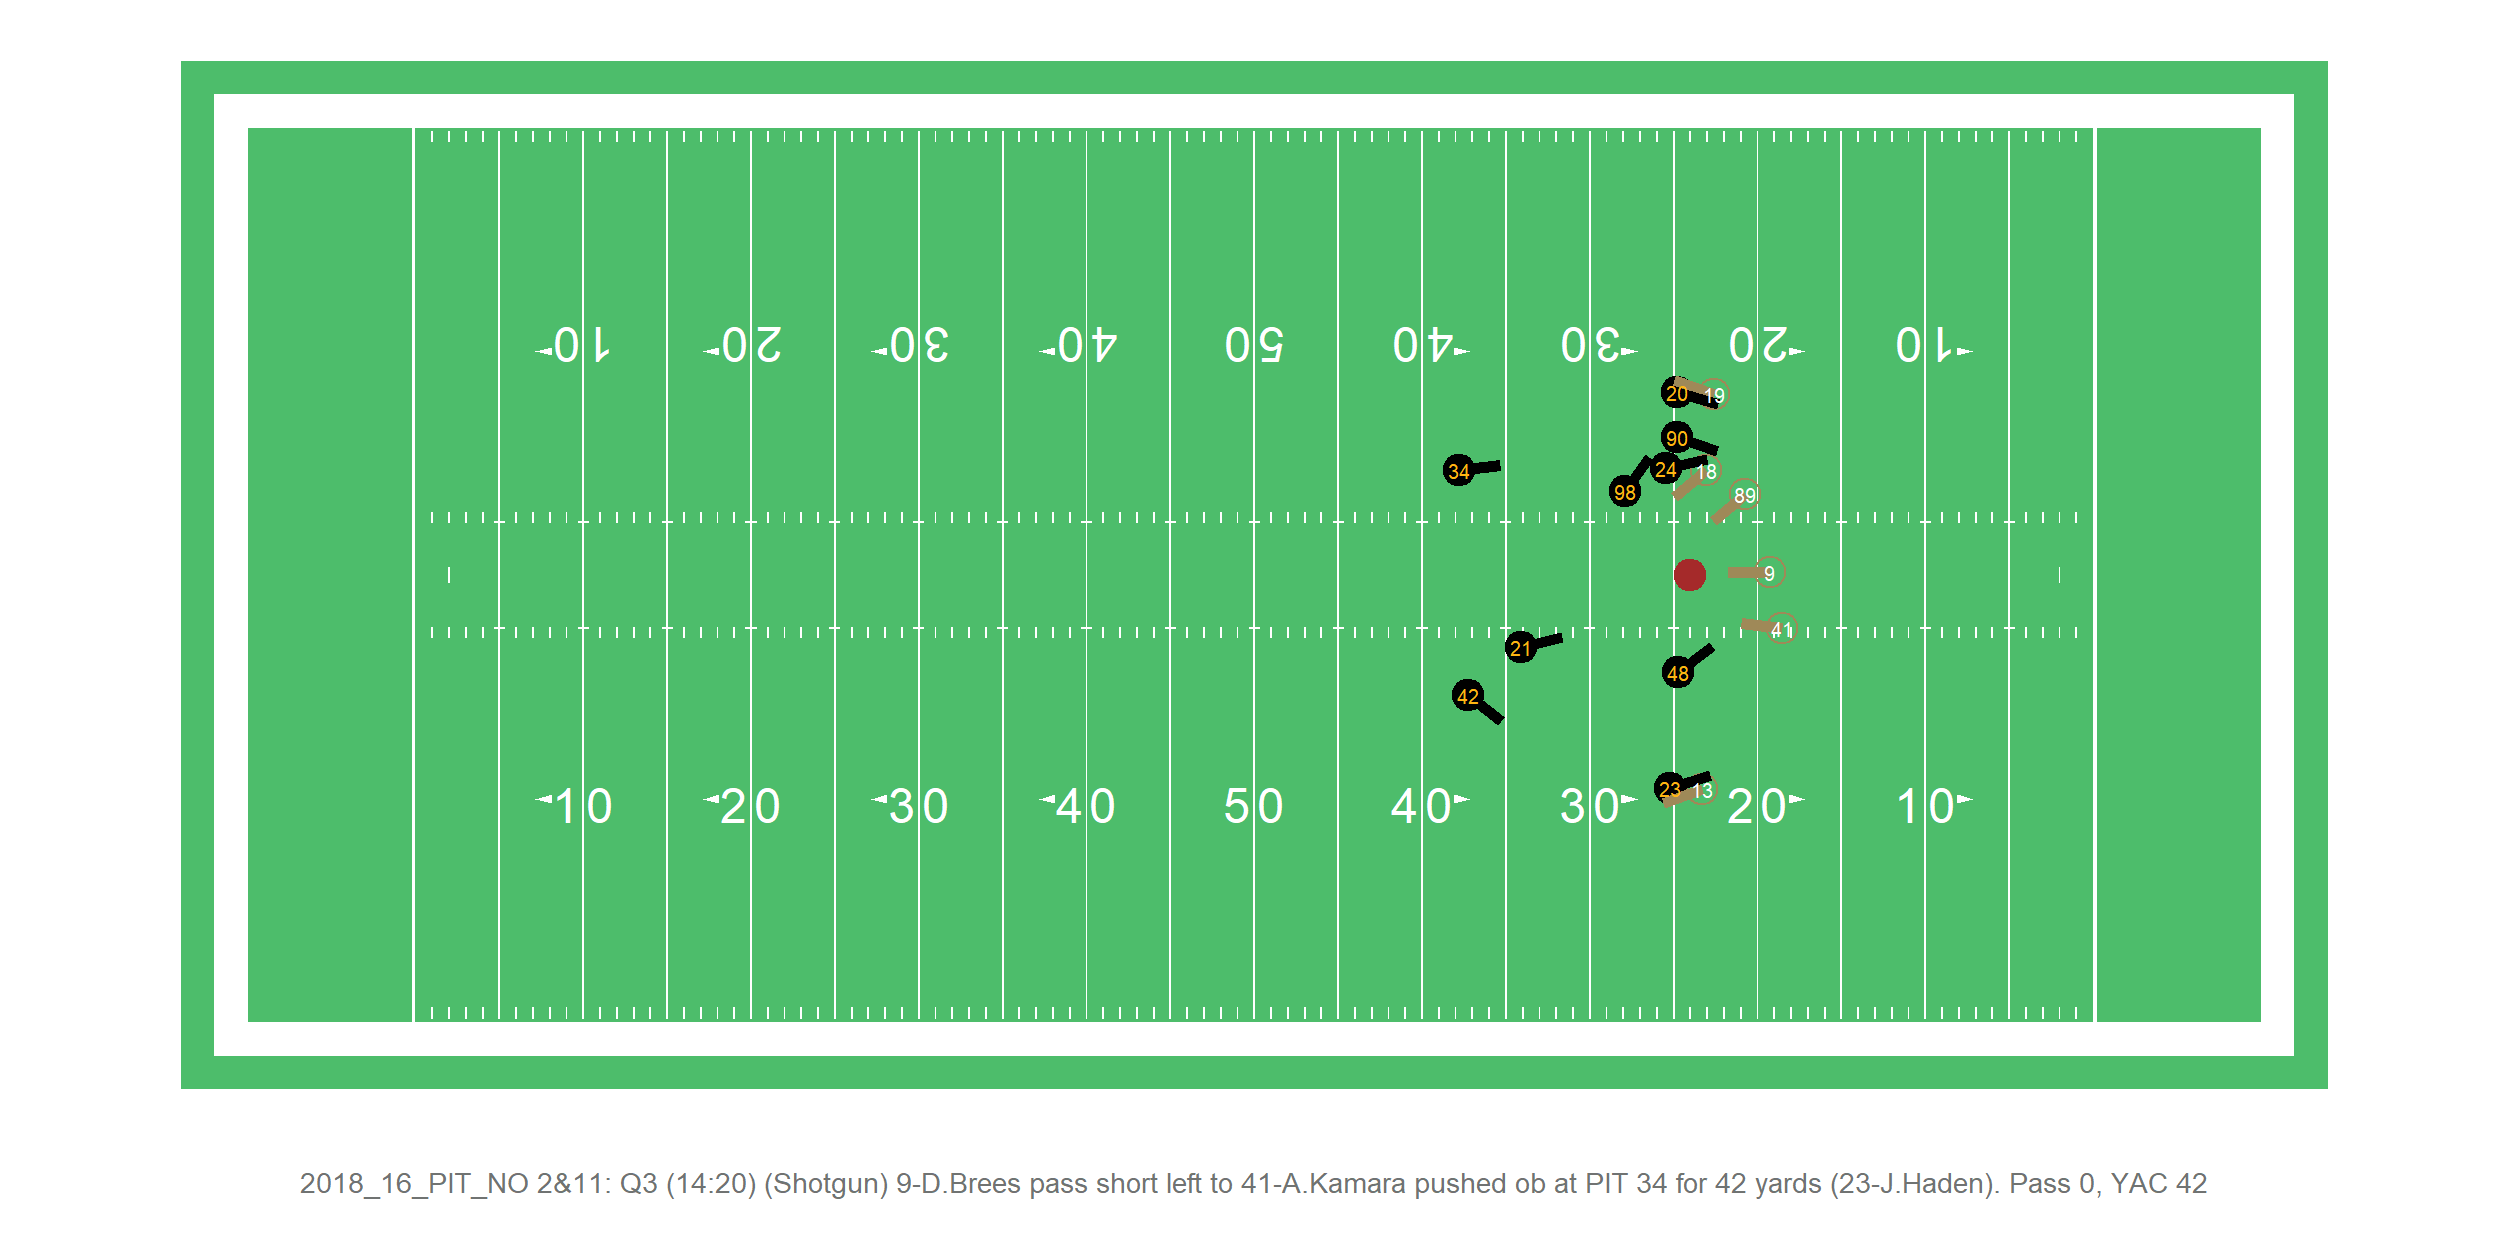 10 20 30 40 50 40 30 20 10
20 19
90
34 24 18
98 89
9
41
21
48
42
23 13
10 20 30 40 50 40 30 20 10
2018_16_PIT_NO 2&11: Q3 (14:20) (Shotgun) 9-D.Brees pass short left to 41-A.Kamara pushed ob at PIT 34 for 42 yards (23-J.Haden). Pass 0, YAC 42